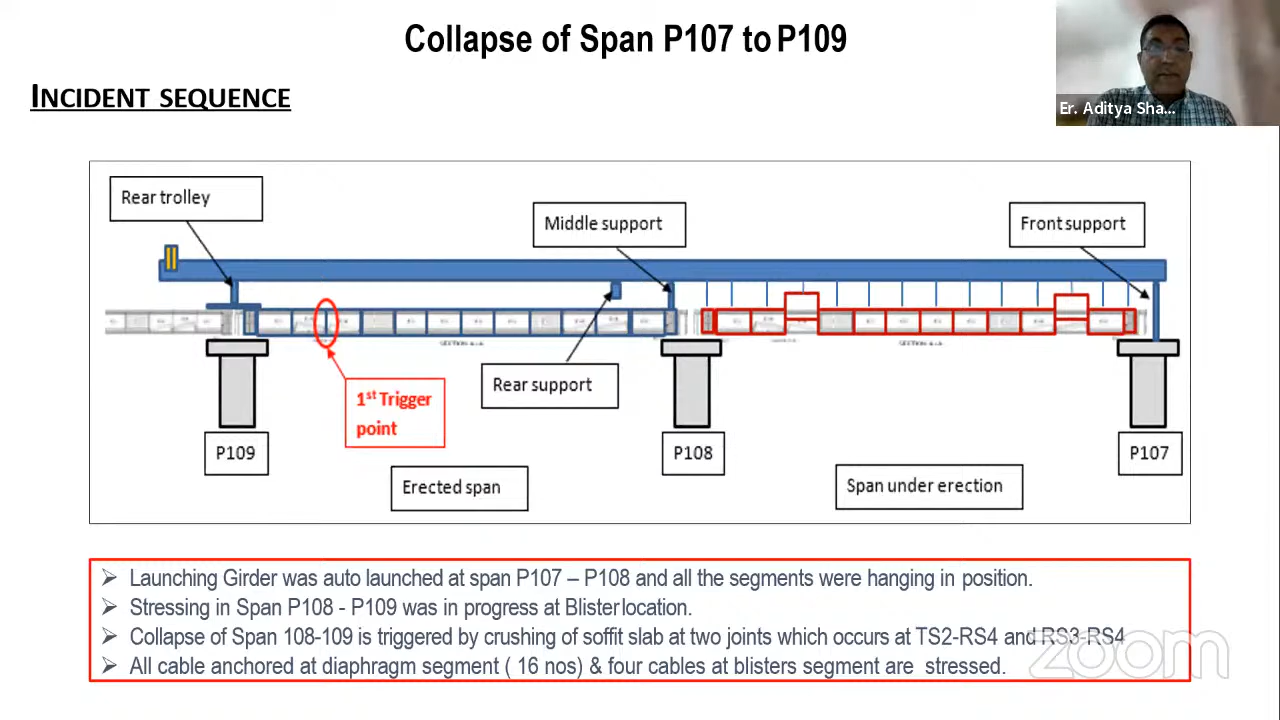 Collapse of Span P107 to P109
INCIDENT SEQUENCE
Er. Aditya Sha...
Rear trolley
Middle support
Front support
1st Trigger
point
Rear support
P109
P108
P107
Erected span
Span under erection
Launching Girder was auto launched at span P107 – P108 and all the segments were hanging in position.
Stressing in Span P108 - P109 was in progress at Blister location.
Collapse of Span 108-109 is triggered by crushing of soffit slab at two joints which occurs at TS2-RS4 and RS3-RS4
All cable anchored at diaphragm segment ( 16 nos) & four cables at blisters segment are stressed.
zoom